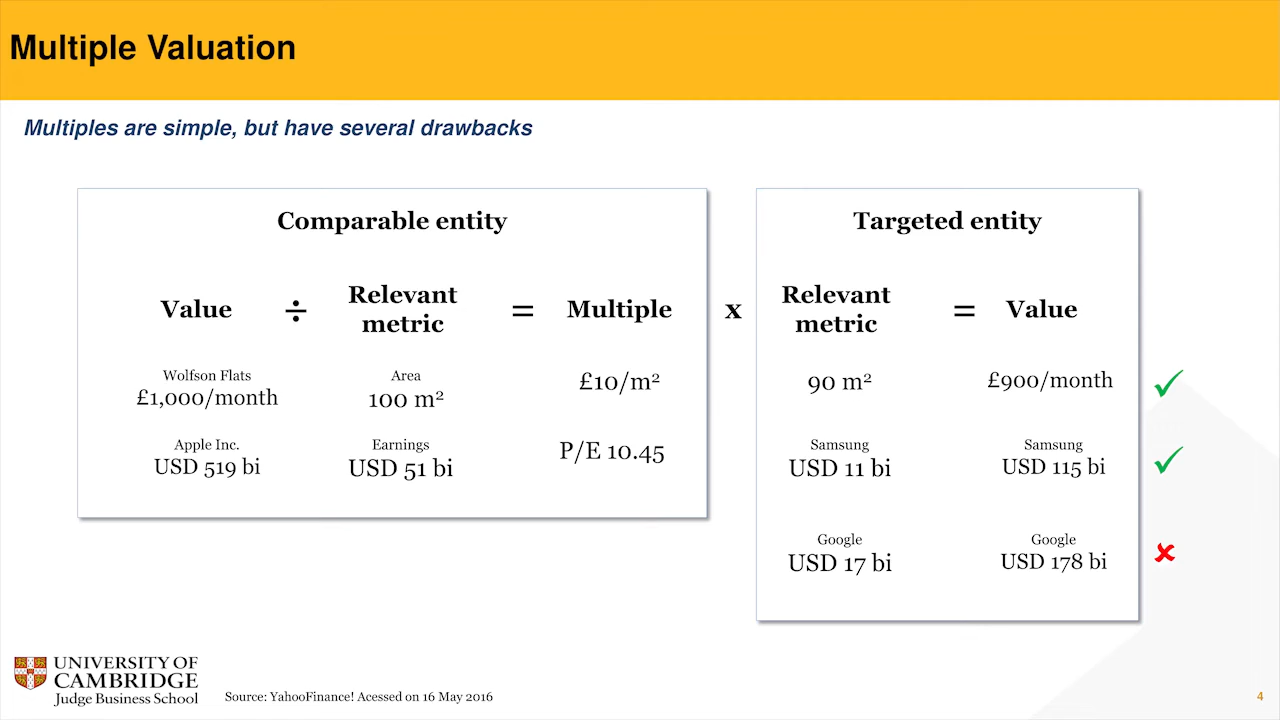 Multiple Valuation
Multiples are simple, but have several drawbacks
Comparable entity
Value
÷
Relevant
metric
=
Multiple
Wolfson Flats
£1,000/month
Area
100 m²
£10/m²
Apple Inc.
USD 519 bi
Earnings
USD 51 bi
P/E 10.45
x
Targeted entity
Relevant
metric
=
Value
90 m²
£900/month
Samsung
USD 11 bi
Samsung
USD 115 bi
Google
USD 17 bi
Google
USD 178 bi
UNIVERSITY OF
CAMBRIDGE
Judge Business School
Source: YahooFinance! Acessed on 16 May 2016
4